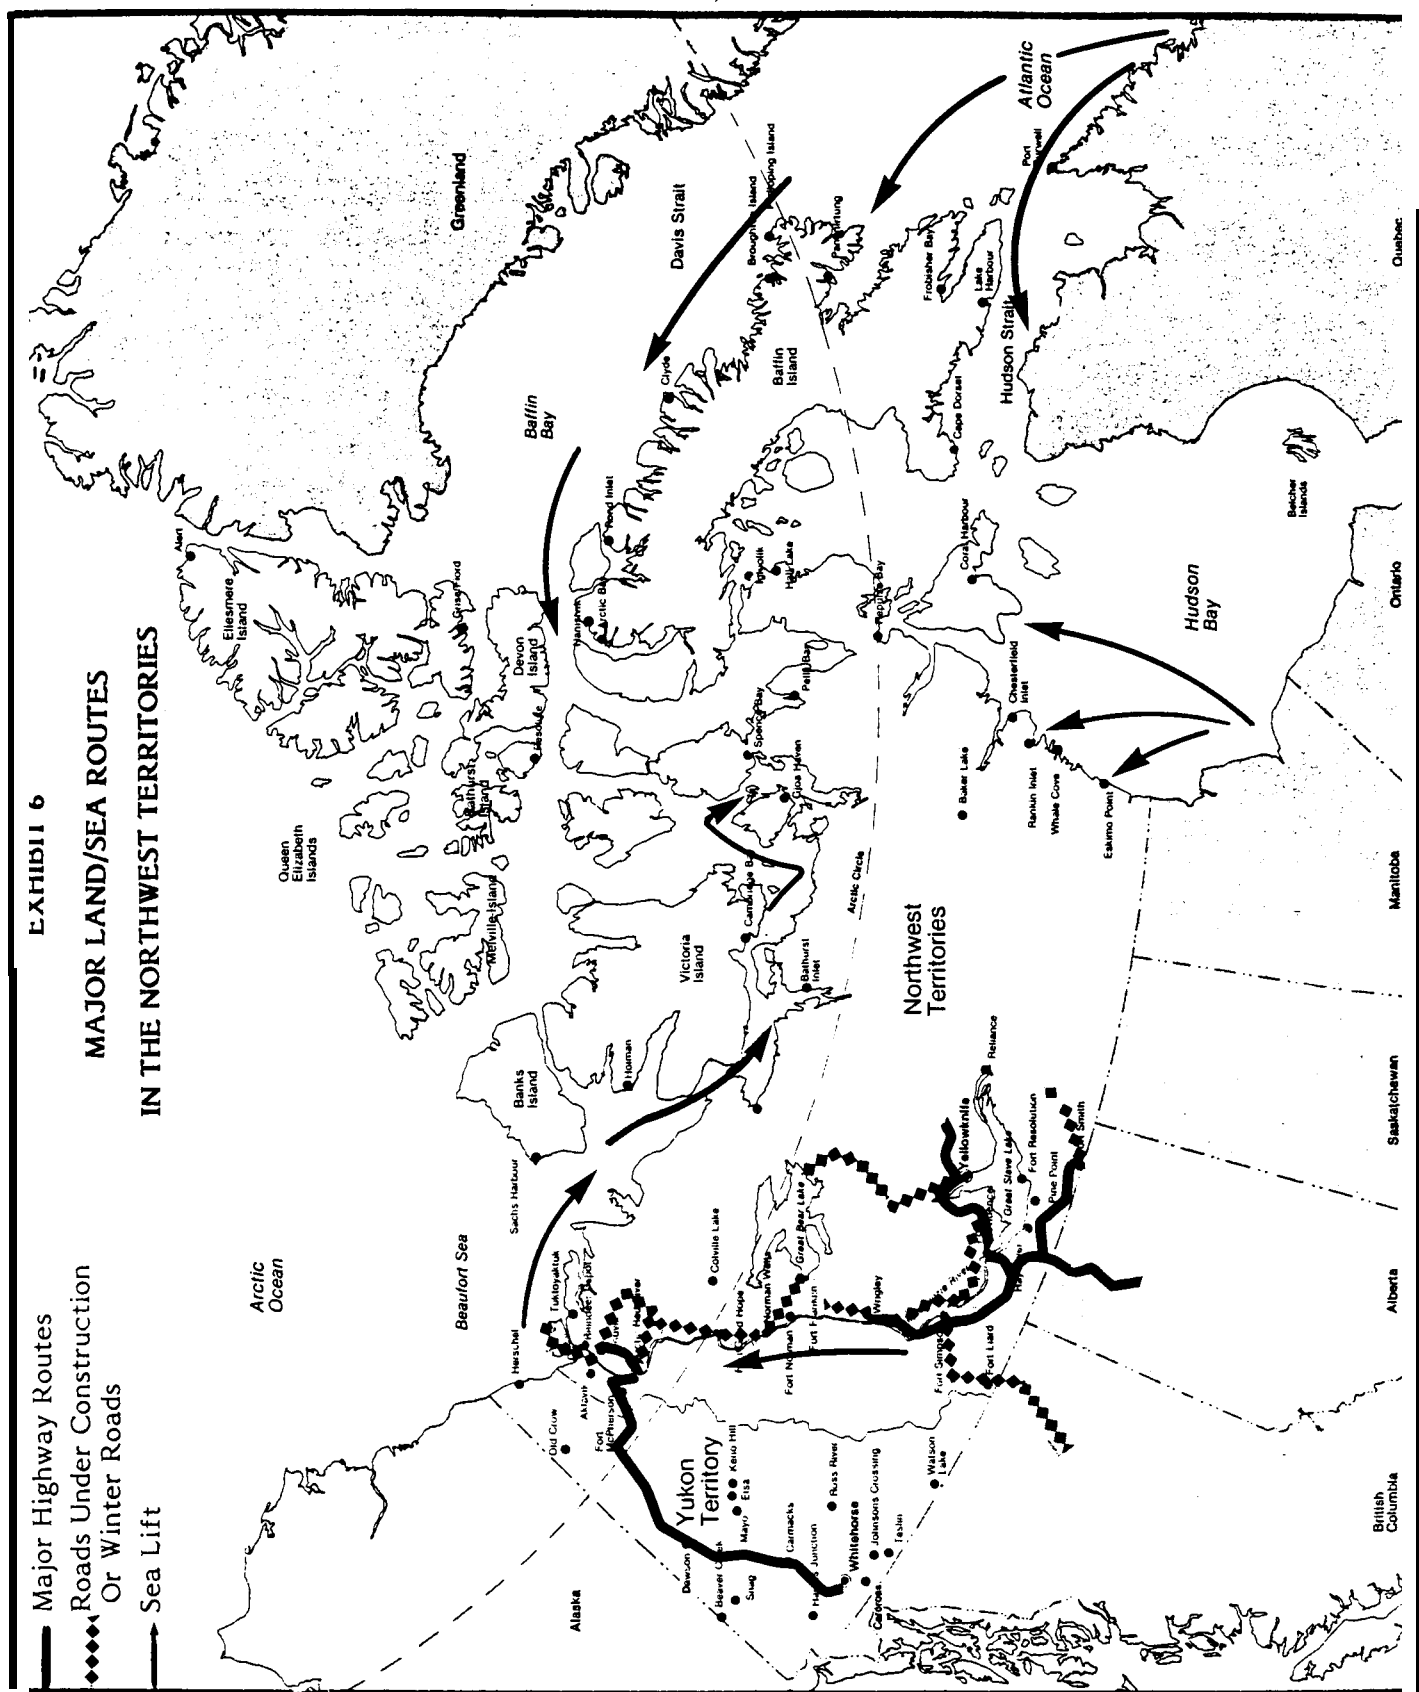 EXHIBIT 6
MAJOR LAND/SEA ROUTES
IN THE NORTHWEST TERRITORIES
Major Highway Routes
Roads Under Construction
Or Winter Roads
Sea Lift
Arctic
Ocean
Beaufort Sea
Queen
Elizabeth
Islands
Ellesmere
Island
Alert
Greenland
Baffin
Bay
Davis Strait
Atlantic
Ocean
Grise Fiord
Devon
Island
Resolute
Bathurst
Island
Melville Island
Banks
Island
Sachs Harbour
Holman
Victoria
Island
Cambridge Bay
Bathurst
Inlet
Gjoa Haven
Spence Bay
Pelly Bay
Nanisivik
Arctic Bay
Pond Inlet
Clyde
Baffin
Island
Igloolik
Hall Lake
Broughton Island
Pangnirtung
Frobisher Bay
Lake
Harbour
Cape Dorset
Hudson Strait
Port
Burwell
Quebec
Belcher
Islands
Coral Harbour
Repulse Bay
Hudson
Bay
Chesterfield
Inlet
Rankin Inlet
Whale Cove
Baker Lake
Eskimo Point
Arctic Circle
Northwest
Territories
Ontario
Manitoba
Saskatchewan
Alberta
British
Columbia
Reliance
Yellowknife
Great Slave Lake
Fort Resolution
Pine Point
Fort Smith
Great Bear Lake
Colville Lake
Norman Wells
Fort Norman
Fort Franklin
Wrigley
Fort Simpson
Fort Liard
Herschel
Tuktoyaktuk
Aklavik
Fort
McPherson
Old Crow
Alaska
Yukon
Territory
Dawson
Beaver Creek
Snag
Mayo
Elsa
Keno Hill
Carmacks
Haines Junction
Whitehorse
Ross River
Johnsons Crossing
Teslin
Carcross
Watson
Lake